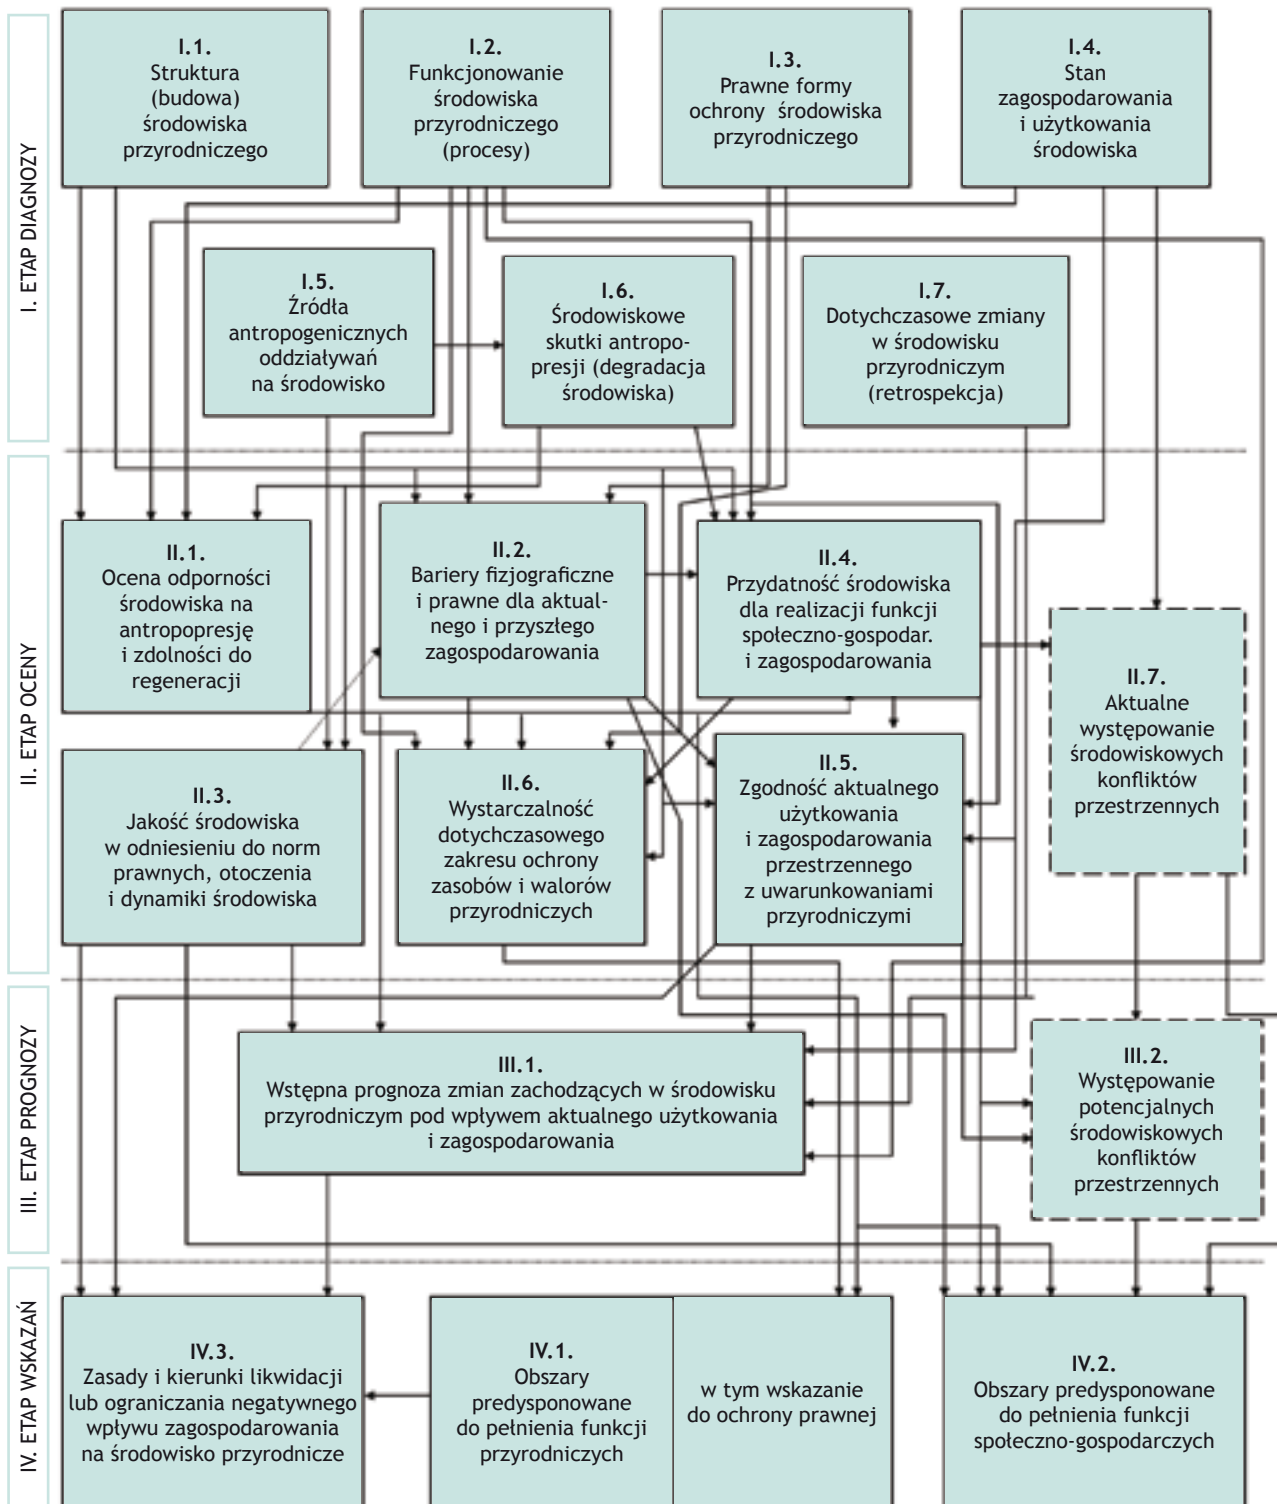 I. ETAP DIAGNOZY
I.1.
Struktura
(budowa)
środowiska
przyrodniczego
I.2.
Funkcjonowanie
środowiska
przyrodniczego
(procesy)
I.3.
Prawne formy
ochrony środowiska
przyrodniczego
I.4.
Stan
zagospodarowania
i użytkowania
środowiska
I.5.
Źródła
antropogenicznych
oddziaływań
na środowisko
I.6.
Środowiskowe
skutki antropo-
presji (degradacja
środowiska)
I.7.
Dotychczasowe zmiany
w środowisku
przyrodniczym
(retrospekcja)
II. ETAP OCENY
II.1.
Ocena odporności
środowiska na
antropopresję
i zdolności do
regeneracji
II.2.
Bariery fizjograficzne
i prawne dla aktual-
nego i przyszłego
zagospodarowania
II.4.
Przydatność środowiska
dla realizacji funkcji
społeczno-gospodar.
i zagospodarowania
II.7.
Aktualne
występowanie
środowiskowych
konfliktów
przestrzennych
II.3.
Jakość środowiska
w odniesieniu do norm
prawnych, otoczenia
i dynamiki środowiska
II.6.
Wystarczalność
dotychczasowego
zakresu ochrony
zasobów i walorów
przyrodniczych
II.5.
Zgodność aktualnego
użytkowania
i zagospodarowania
przestrzennego
z uwarunkowaniami
przyrodniczymi
III. ETAP PROGNOZY
III.1.
Wstępna prognoza zmian zachodzących w środowisku
przyrodniczym pod wpływem aktualnego użytkowania
i zagospodarowania
III.2.
Występowanie
potencjalnych
środowiskowych
konfliktów
przestrzennych
IV. ETAP WSKAZAŃ
IV.3.
Zasady i kierunki likwidacji
lub ograniczania negatywnego
wpływu zagospodarowania
na środowisko przyrodnicze
IV.1.
Obszary
predysponowane
do pełnienia funkcji
przyrodniczych
w tym wskazanie
do ochrony prawnej
IV.2.
Obszary predysponowane
do pełnienia funkcji
społeczno-gospodarczych